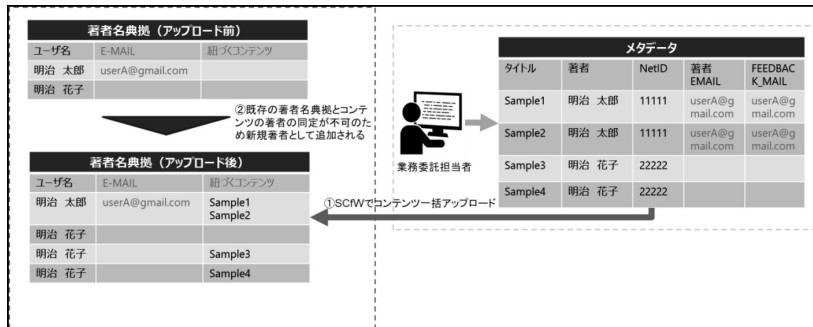 著者名典拠（アップロード前）
ユーザ名 E-MAIL 紐づくコンテンツ
明治 太郎 userA@gmail.com
明治 花子
②既存の著者名典拠とコンテ
ンツの著者の同定が不可のた
め新規著者として追加される
著者名典拠（アップロード後）
ユーザ名 E-MAIL 紐づくコンテンツ
明治 太郎 userA@gmail.com Sample1
Sample2
明治 花子
明治 花子 Sample3
明治 花子 Sample4
①SCfWでコンテンツ一括アップロード
業務委託担当者
メタデータ
タイトル 著者 NetID 著者 FEEDBAC
EMAIL K_MAIL
Sample1 明治 太郎 11111 userA@g userA@g
mail.com mail.com
Sample2 明治 太郎 11111 userA@g userA@g
mail.com mail.com
Sample3 明治 花子 22222
Sample4 明治 花子 22222